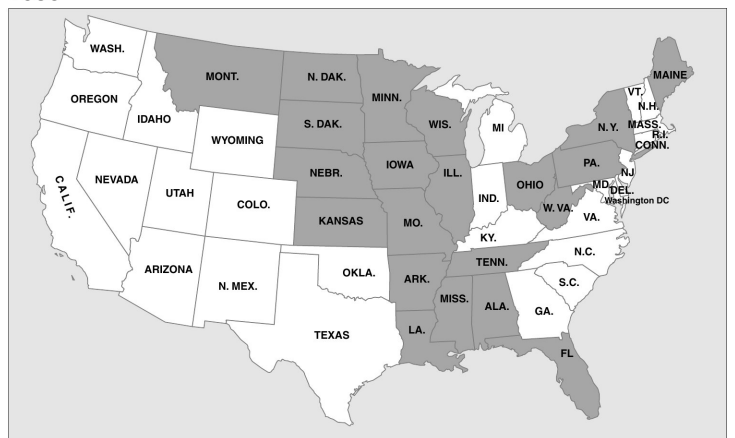 WASH.
MONT.
N. DAK.
MINN.
MAINE
VT.
N.H.
OREGON
IDAHO
WYOMING
S. DAK.
WIS.
MI
N.Y.
MASS.
R.I.
CONN.
NEVADA
UTAH
COLO.
NEBR.
IOWA
ILL.
IND.
OHIO
PA.
NJ
MD.
DEL.
Washington DC
CALIF.
KANSAS
MO.
KY.
W. VA.
VA.
ARIZONA
N. MEX.
OKLA.
ARK.
TENN.
N.C.
S.C.
TEXAS
LA.
MISS.
ALA.
GA.
FL